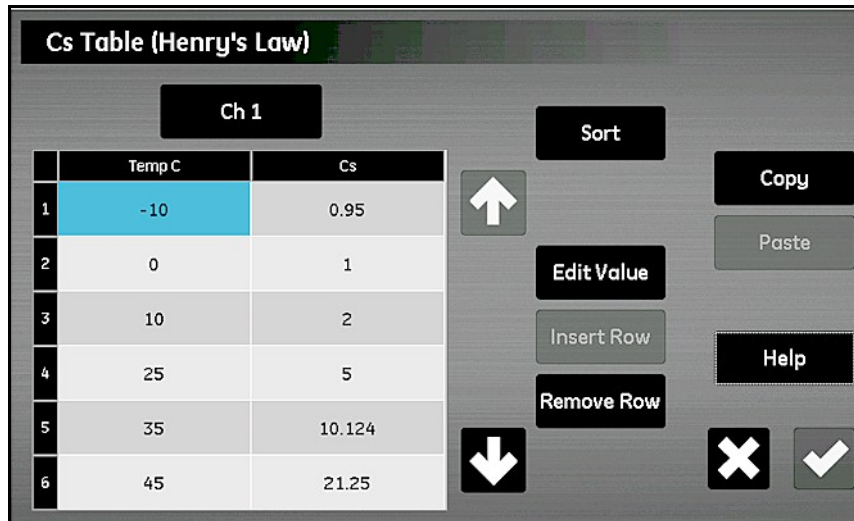 Cs Table (Henry's Law)
Ch 1
Temp C Cs
1 -10 0.95
2 0 1
3 10 2
4 25 5
5 35 10.124
6 45 21.25
Sort
Edit Value
Insert Row
Remove Row
Copy
Paste
Help